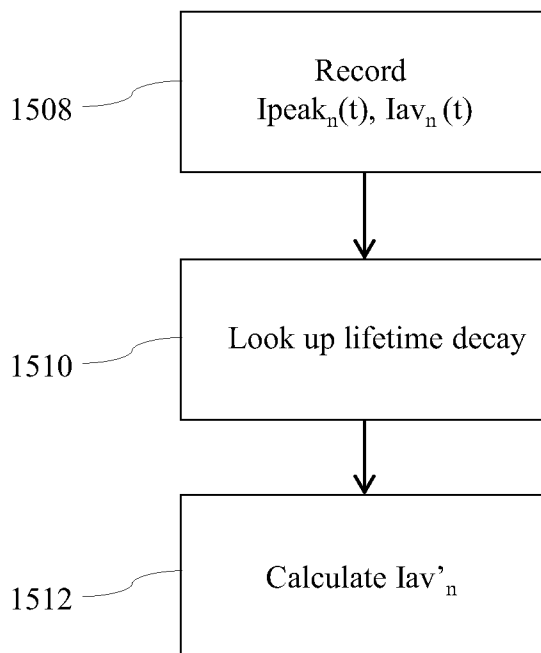 1508
Record
Ipeakₙ(t), Iavₙ (t)
1510
Look up lifetime decay
1512
Calculate Iav’ₙ